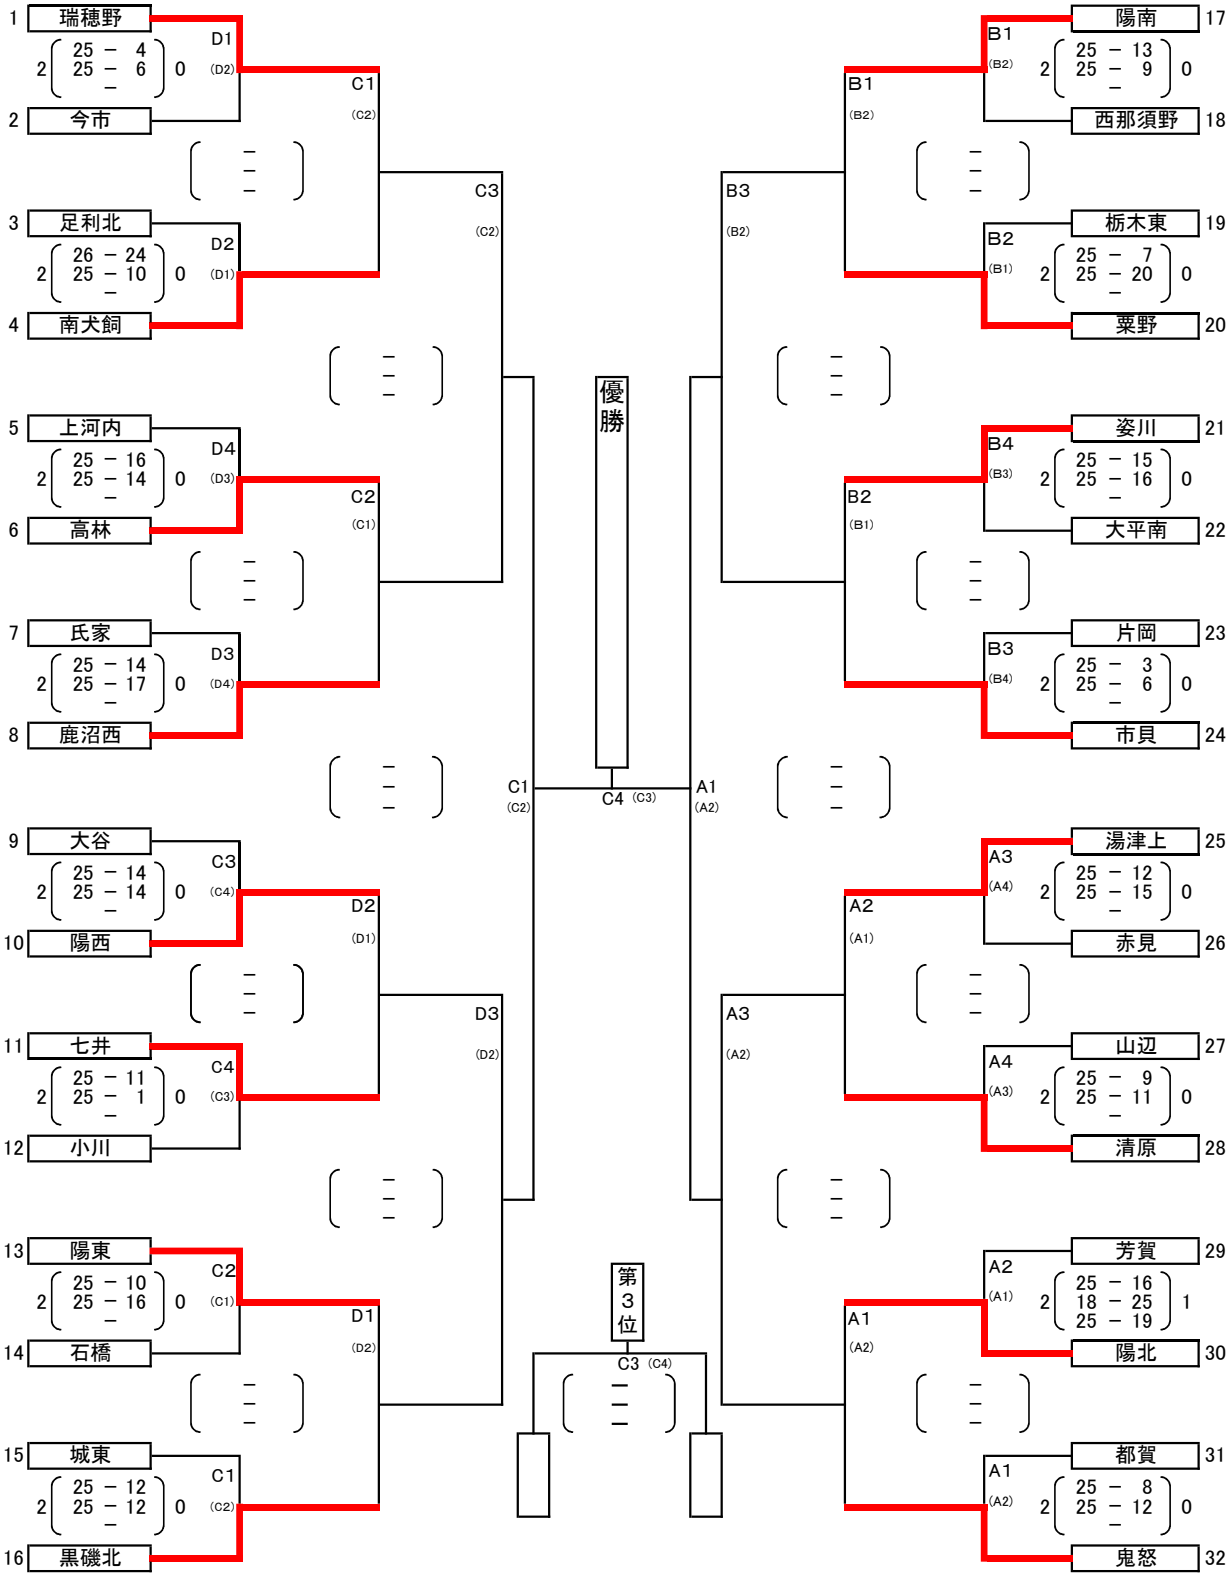 1 瑞穂野
D1
(D2)
2 25 － 4 0
25 － 6
－
2 今市
C1
(C2)
－
－
－
3 足利北
D2
(D1)
2 26 － 24 0
25 － 10
－
4 南犬飼
C3
(C2)
－
－
－
5 上河内
D4
(D3)
2 25 － 16 0
25 － 14
－
6 高林
C2
(C1)
－
－
－
7 氏家
D3
(D4)
2 25 － 14 0
25 － 17
－
8 鹿沼西
C1
(C2)
－
－
－
9 大谷
C3
(C4)
2 25 － 14 0
25 － 14
－
10 陽西
D2
(D1)
－
－
－
11 七井
C4
(C3)
2 25 － 11 0
25 － 1
－
12 小川
D3
(D2)
－
－
－
13 陽東
C2
(C1)
2 25 － 10 0
25 － 16
－
14 石橋
D1
(D2)
－
－
－
15 城東
C1
(C2)
2 25 － 12 0
25 － 12
－
16 黒磯北
優勝
C4 (C3)
第3位
C3 (C4)
－
－
－
陽南 17
B1
(B2)
2 25 － 13 0
25 － 9
－
西那須野 18
B1
(B2)
－
－
－
栃木東 19
B2
(B1)
2 25 － 7 0
25 － 20
－
粟野 20
B3
(B2)
－
－
－
姿川 21
B4
(B3)
2 25 － 15 0
25 － 16
－
大平南 22
B2
(B1)
－
－
－
片岡 23
B3
(B4)
2 25 － 3 0
25 － 6
－
市貝 24
A1
(A2)
－
－
－
湯津上 25
A3
(A4)
2 25 － 12 0
25 － 15
－
赤見 26
A2
(A1)
－
－
－
山辺 27
A4
(A3)
2 25 － 9 0
25 － 11
－
清原 28
A3
(A2)
－
－
－
芳賀 29
A2
(A1)
2 25 － 16 1
18 － 25
25 － 19
陽北 30
A1
(A2)
－
－
－
都賀 31
A1
(A2)
2 25 － 8 0
25 － 12
－
鬼怒 32